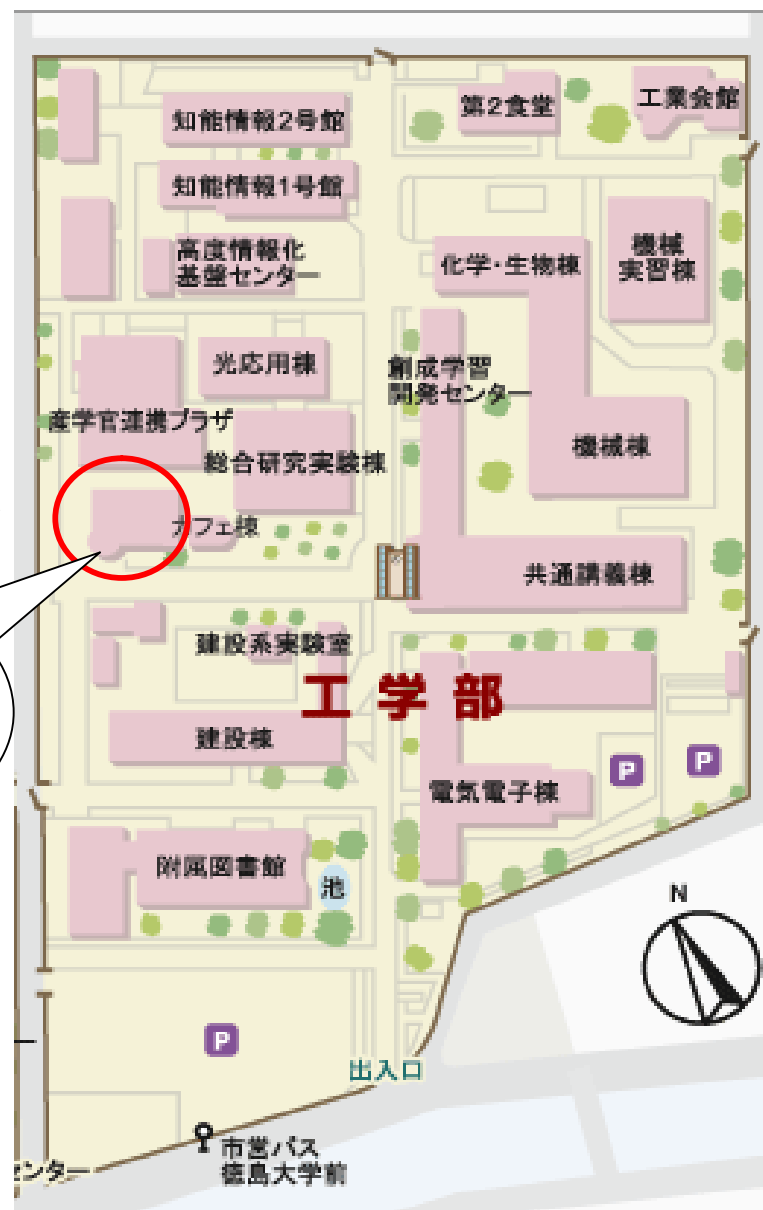 知能情報2号館
第2食堂
工業会館
知能情報1号館
高度情報化
基盤センター
化学・生物棟
機械
実習棟
光応用棟
創成学習
開発センター
産学官連携プラザ
総合研究実験棟
機械棟
カフェ棟
共通講義棟
建設系実験室
工学部
建設棟
P
P
電気電子棟
附属図書館
池
N
P
出入口
市営バス
徳島大学前
センター